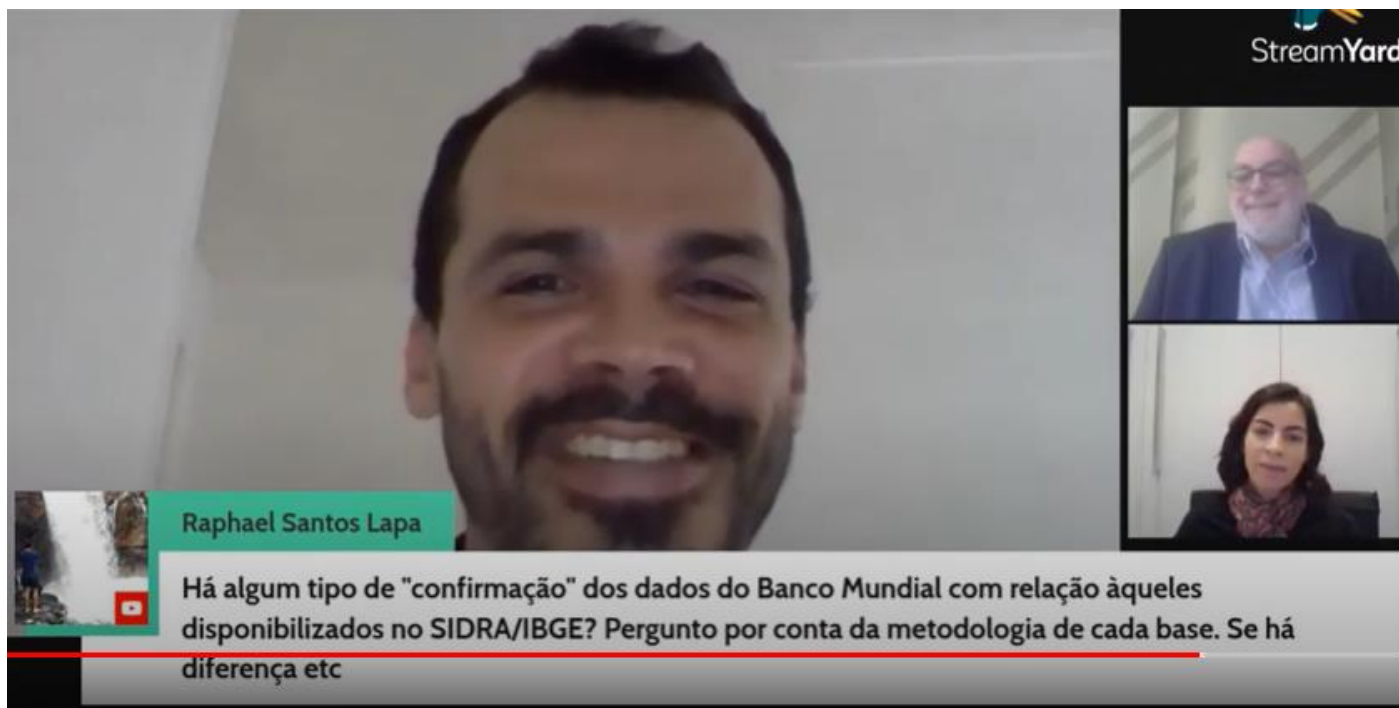 StreamYard
Raphael Santos Lapa
Há algum tipo de "confirmação" dos dados do Banco Mundial com relação àqueles
disponibilizados no SIDRA/IBGE? Pergunto por conta da metodologia de cada base. Se há
diferença etc